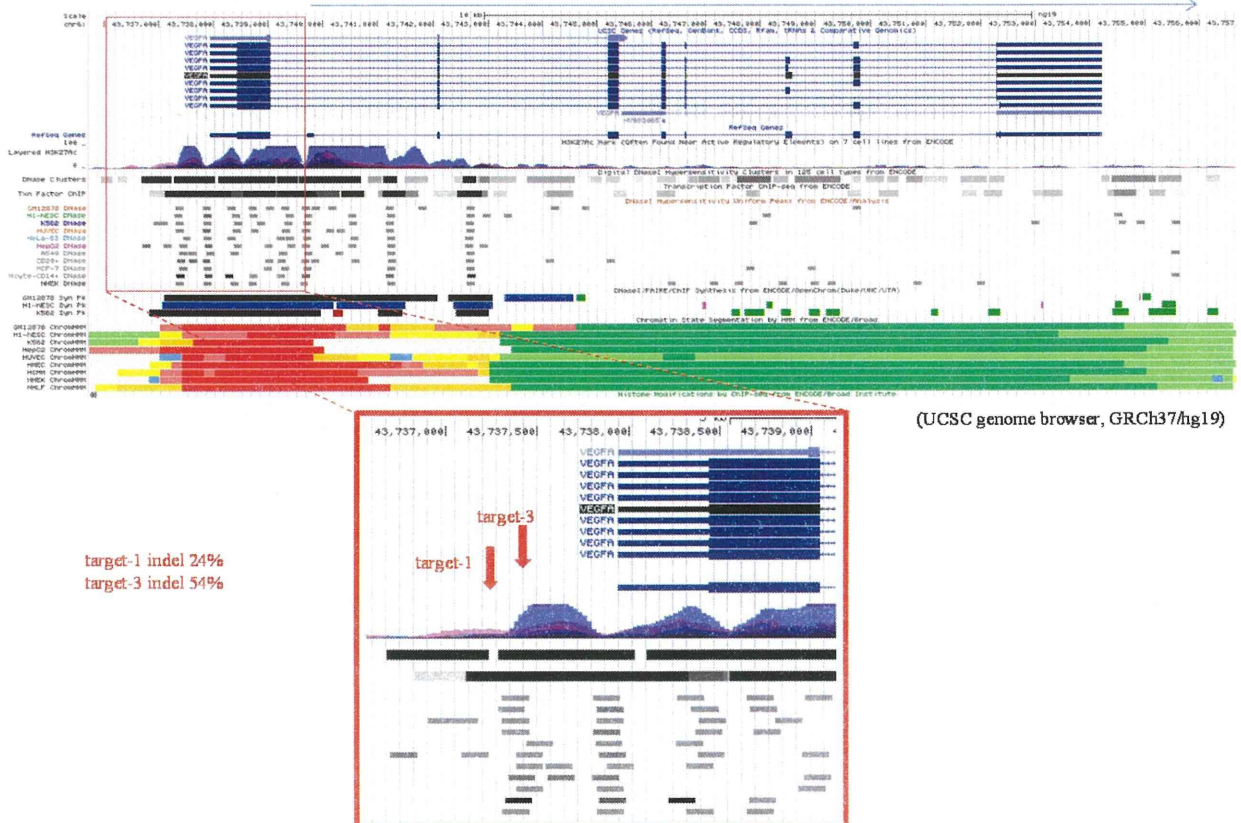 Scale
10 kb
hg19
chr6:
43,737,000
43,738,000
43,739,000
43,740,000
43,741,000
43,742,000
43,743,000
43,744,000
43,745,000
43,746,000
43,747,000
43,748,000
43,749,000
43,750,000
43,751,000
43,752,000
43,753,000
43,754,000
43,755,000
43,756,000
43,757
UCSC Genes (RefSeq, GenBank, CCDS, Rfam, tRNAs & Comparative Genomics)
VEGFA
VEGFA
VEGFA
VEGFA
VEGFA
VEGFA
VEGFA
VEGFA
VEGFA
VEGFA
RefSeq Genes
RefSeq Genes
100
H3K27Ac Mark (Often Found Near Active Regulatory Elements) on 7 cell lines from ENCODE
Layered H3K27Ac
0
Digital DNaseI Hypersensitivity Clusters in 125 cell types from ENCODE
DNase Clusters
Transcription Factor ChIP-seq from ENCODE
Txn Factor ChIP
DNaseI Hypersensitivity Uniform Peaks from ENCODE/Analysis
GM12878 DNase
H1-hESC DNase
K562 DNase
HUVEC DNase
HeLa-S3 DNase
HepG2 DNase
A549 DNase
CD20+ DNase
MCF-7 DNase
Mcyte-CD14+ DNase
NHEK DNase
DNaseI/FAIRE/ChIP Synthesis from ENCODE/OpenChrom(Duke/UNC/UTA)
GM12878 Syn Pk
H1-hESC Syn Pk
K562 Syn Pk
Chromatin State Segmentation by HMM from ENCODE/Broad
GM12878 ChromHMM
H1-hESC ChromHMM
K562 ChromHMM
HepG2 ChromHMM
HUVEC ChromHMM
HMEC ChromHMM
HSMM ChromHMM
NHEK ChromHMM
NHLF ChromHMM
Histone Modifications by ChIP-seq from ENCODE/Broad Institute
(UCSC genome browser, GRCh37/hg19)
43,737,000
43,737,500
43,738,000
43,738,500
43,739,000
VEGFA
VEGFA
VEGFA
VEGFA
VEGFA
VEGFA
VEGFA
VEGFA
VEGFA
target-3
target-1
target-1 indel 24%
target-3 indel 54%